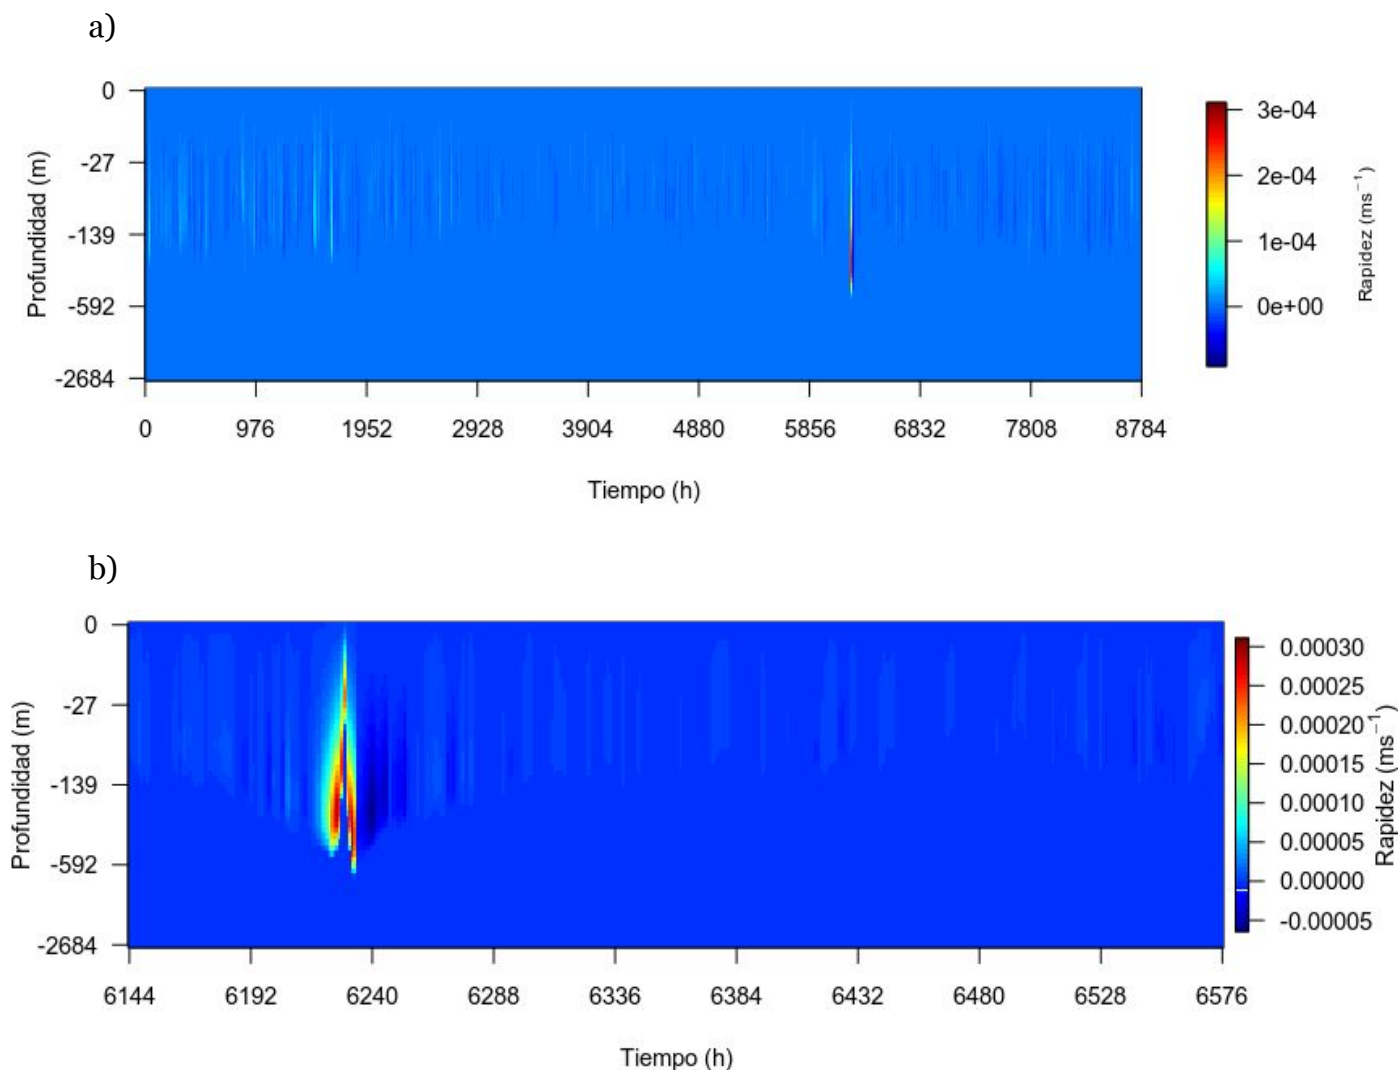 a)
0
-27
-139
-592
-2684
Profundidad (m)
0 976 1952 2928 3904 4880 5856 6832 7808 8784
Tiempo (h)
3e-04
2e-04
1e-04
0e+00
Rapidez (ms⁻¹)
b)
0
-27
-139
-592
-2684
Profundidad (m)
6144 6192 6240 6288 6336 6384 6432 6480 6528 6576
Tiempo (h)
0.00030
0.00025
0.00020
0.00015
0.00010
0.00005
0.00000
-0.00005
Rapidez (ms⁻¹)